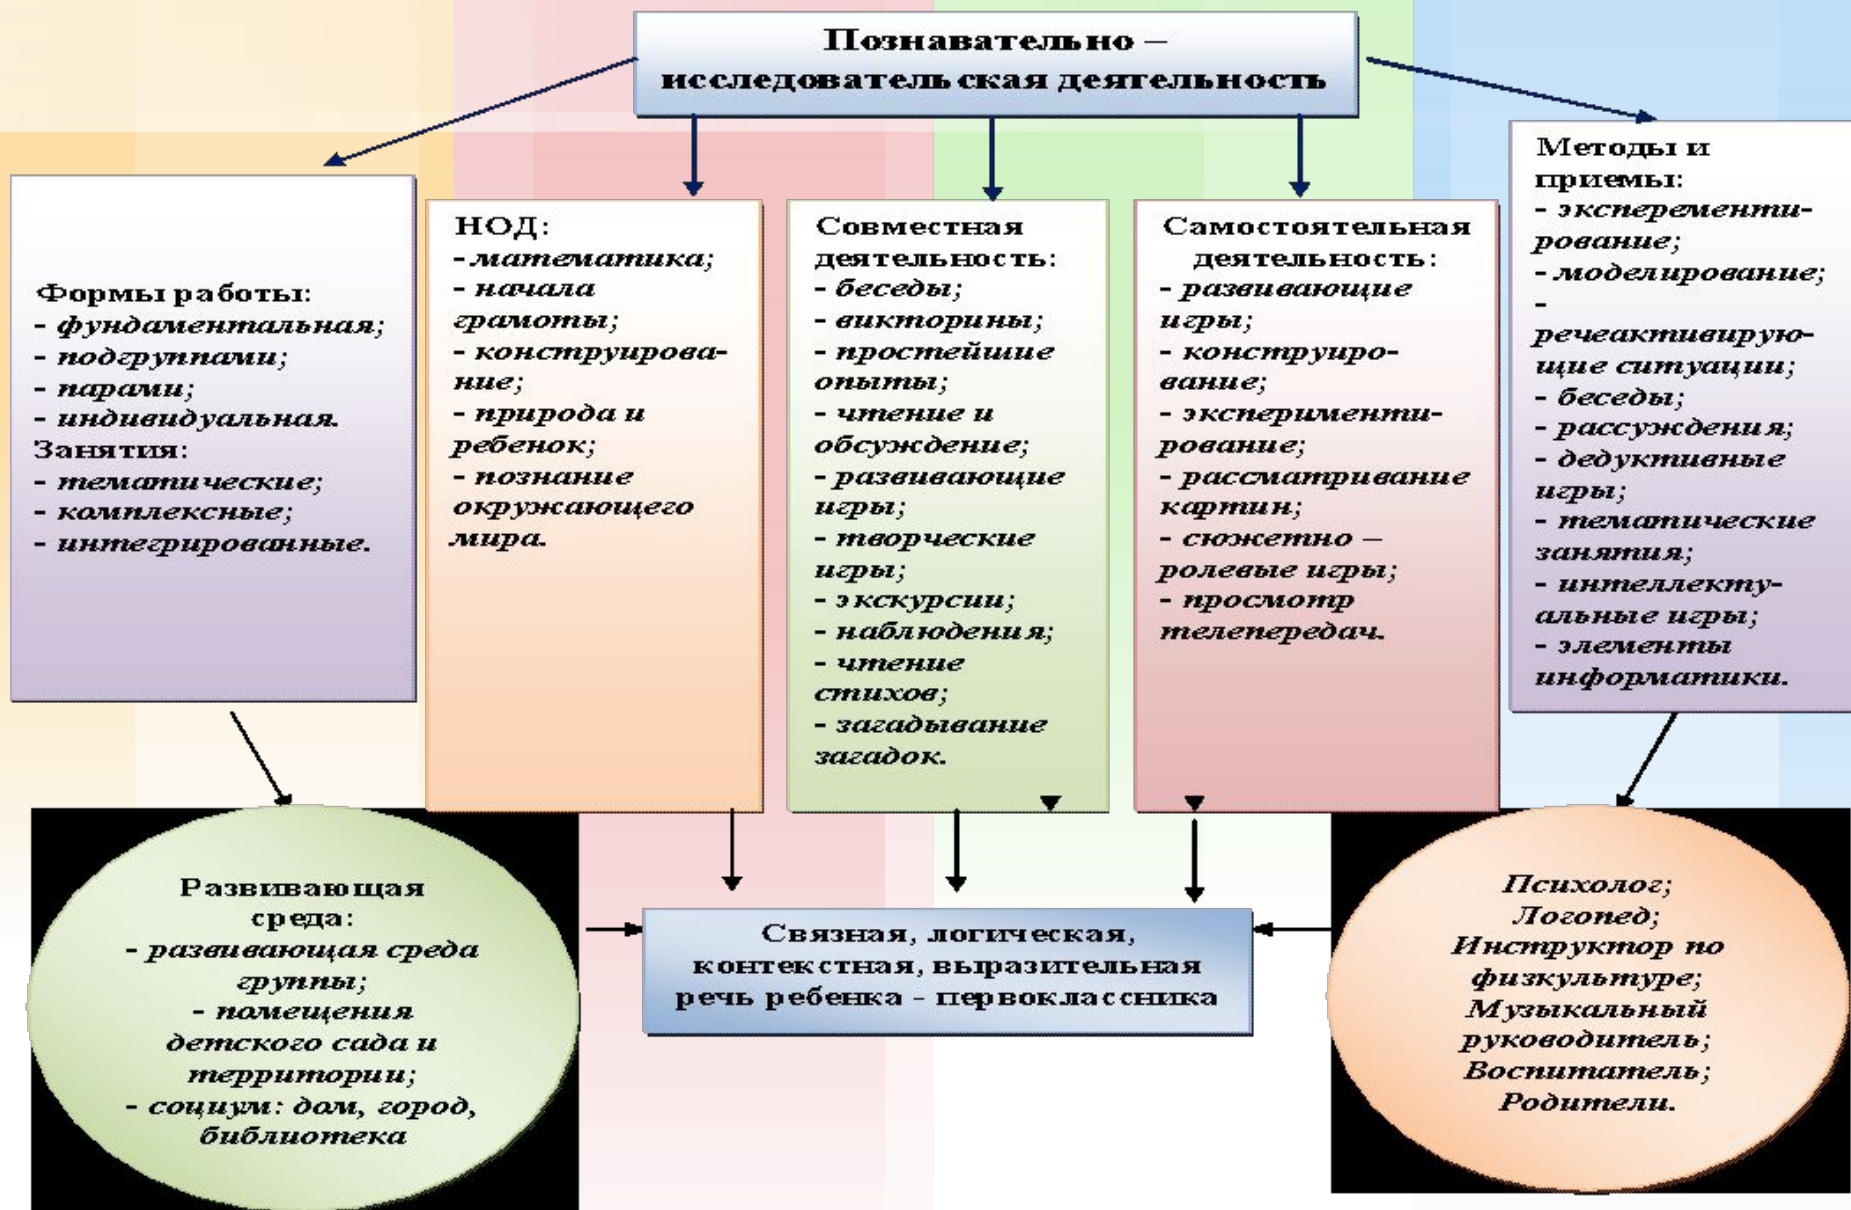 Познавательно –
исследовательская деятельность
Формы работы:
- фундаментальная;
- подгруппами;
- парами;
- индивидуальная.
Занятия:
- тематические;
- комплексные;
- интегрированные.
НОД:
- математика;
- начала
грамоты;
- конструирова-
ние;
- природа и
ребенок;
- познание
окружающего
мира.
Совместная
деятельность:
- беседы;
- викторины;
- простейшие
опыты;
- чтение и
обсуждение;
- развивающие
игры;
- творческие
игры;
- экскурсии;
- наблюдения;
- чтение
стихов;
- загадывание
загадок.
Самостоятельная
деятельность:
- развивающие
игры;
- конструиро-
вание;
- эксперименти-
рование;
- рассматривание
картин;
- сюжетно –
ролевые игры;
- просмотр
телепередач.
Методы и
приемы:
- эксперементи-
рование;
- моделирование;
-
речеактивирую-
щие ситуации;
- беседы;
- рассуждения;
- дедуктивные
игры;
- тематические
занятия;
- интеллекту-
альные игры;
- элементы
информатики.
Развивающая
среда:
- развивающая среда
группы;
- помещения
детского сада и
территории;
- социум: дом, город,
библиотека
Связная, логическая,
контекстная, выразительная
речь ребенка - первоклассника
Психолог;
Логопед;
Инструктор по
физкультуре;
Музыкальный
руководитель;
Воспитатель;
Родители.